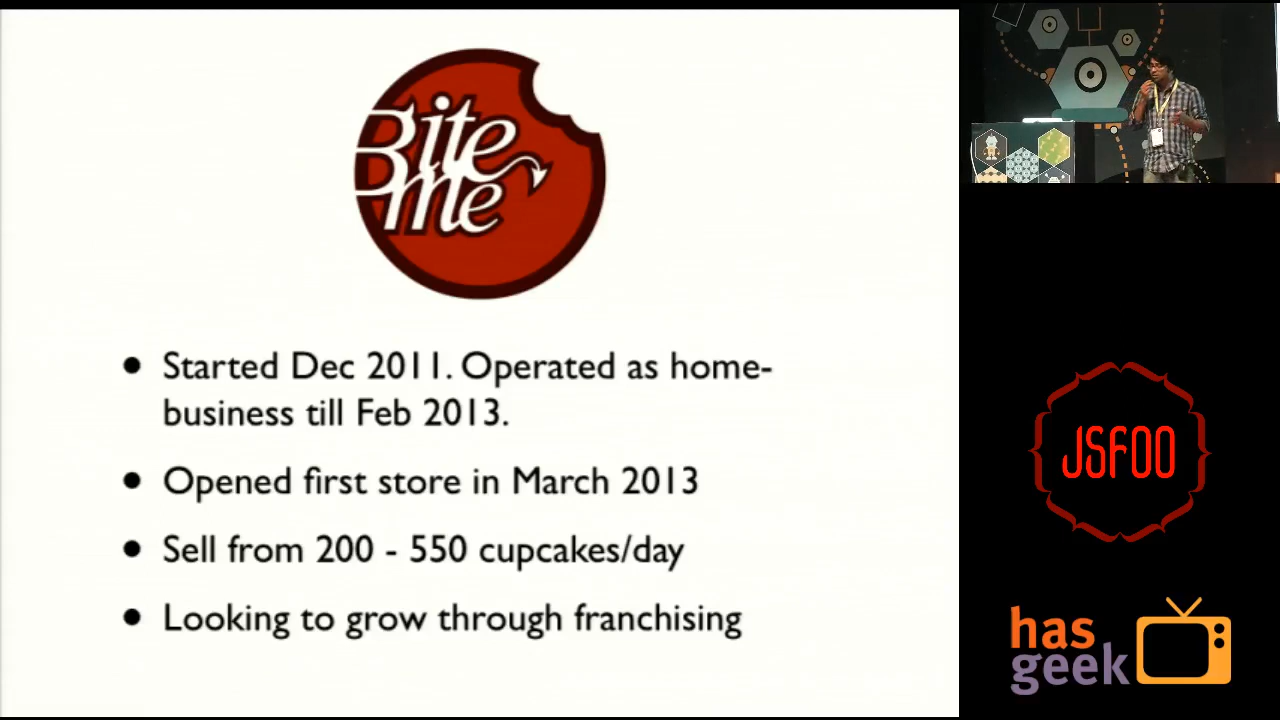 Bite
me
• Started Dec 2011. Operated as home-
business till Feb 2013.
• Opened first store in March 2013
• Sell from 200 - 550 cupcakes/day
• Looking to grow through franchising
JSFOO
has
geek